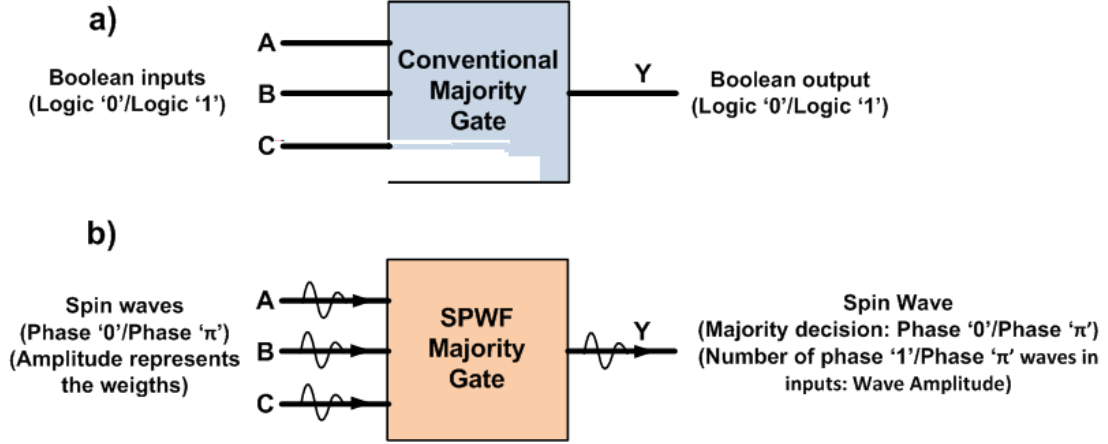 a)
A
B
C
Boolean inputs
(Logic ‘0’/Logic ‘1’)
Conventional
Majority
Gate
Y
Boolean output
(Logic ‘0’/Logic ‘1’)
b)
Spin waves
(Phase ‘0’/Phase ‘π’)
(Amplitude represents
the weigths)
A
B
C
SPWF
Majority
Gate
Y
Spin Wave
(Majority decision: Phase ‘0’/Phase ‘π’)
(Number of phase ‘1’/Phase ‘π’ waves in
inputs: Wave Amplitude)